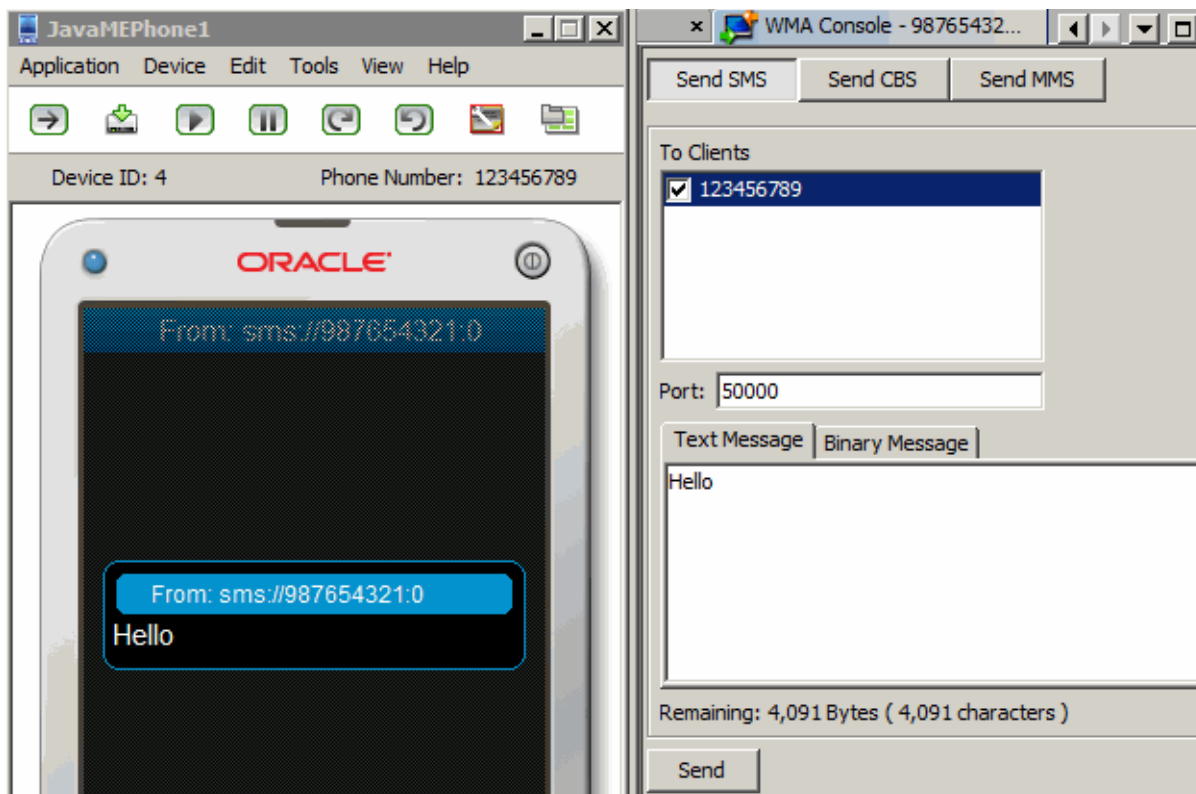 JavaMEPhone1
Application Device Edit Tools View Help
Device ID: 4 Phone Number: 123456789
ORACLE
From: sms://987654321:0
From: sms://987654321:0
Hello
WMA Console - 98765432...
Send SMS Send CBS Send MMS
To Clients
123456789
Port: 50000
Text Message Binary Message
Hello
Remaining: 4,091 Bytes ( 4,091 characters )
Send